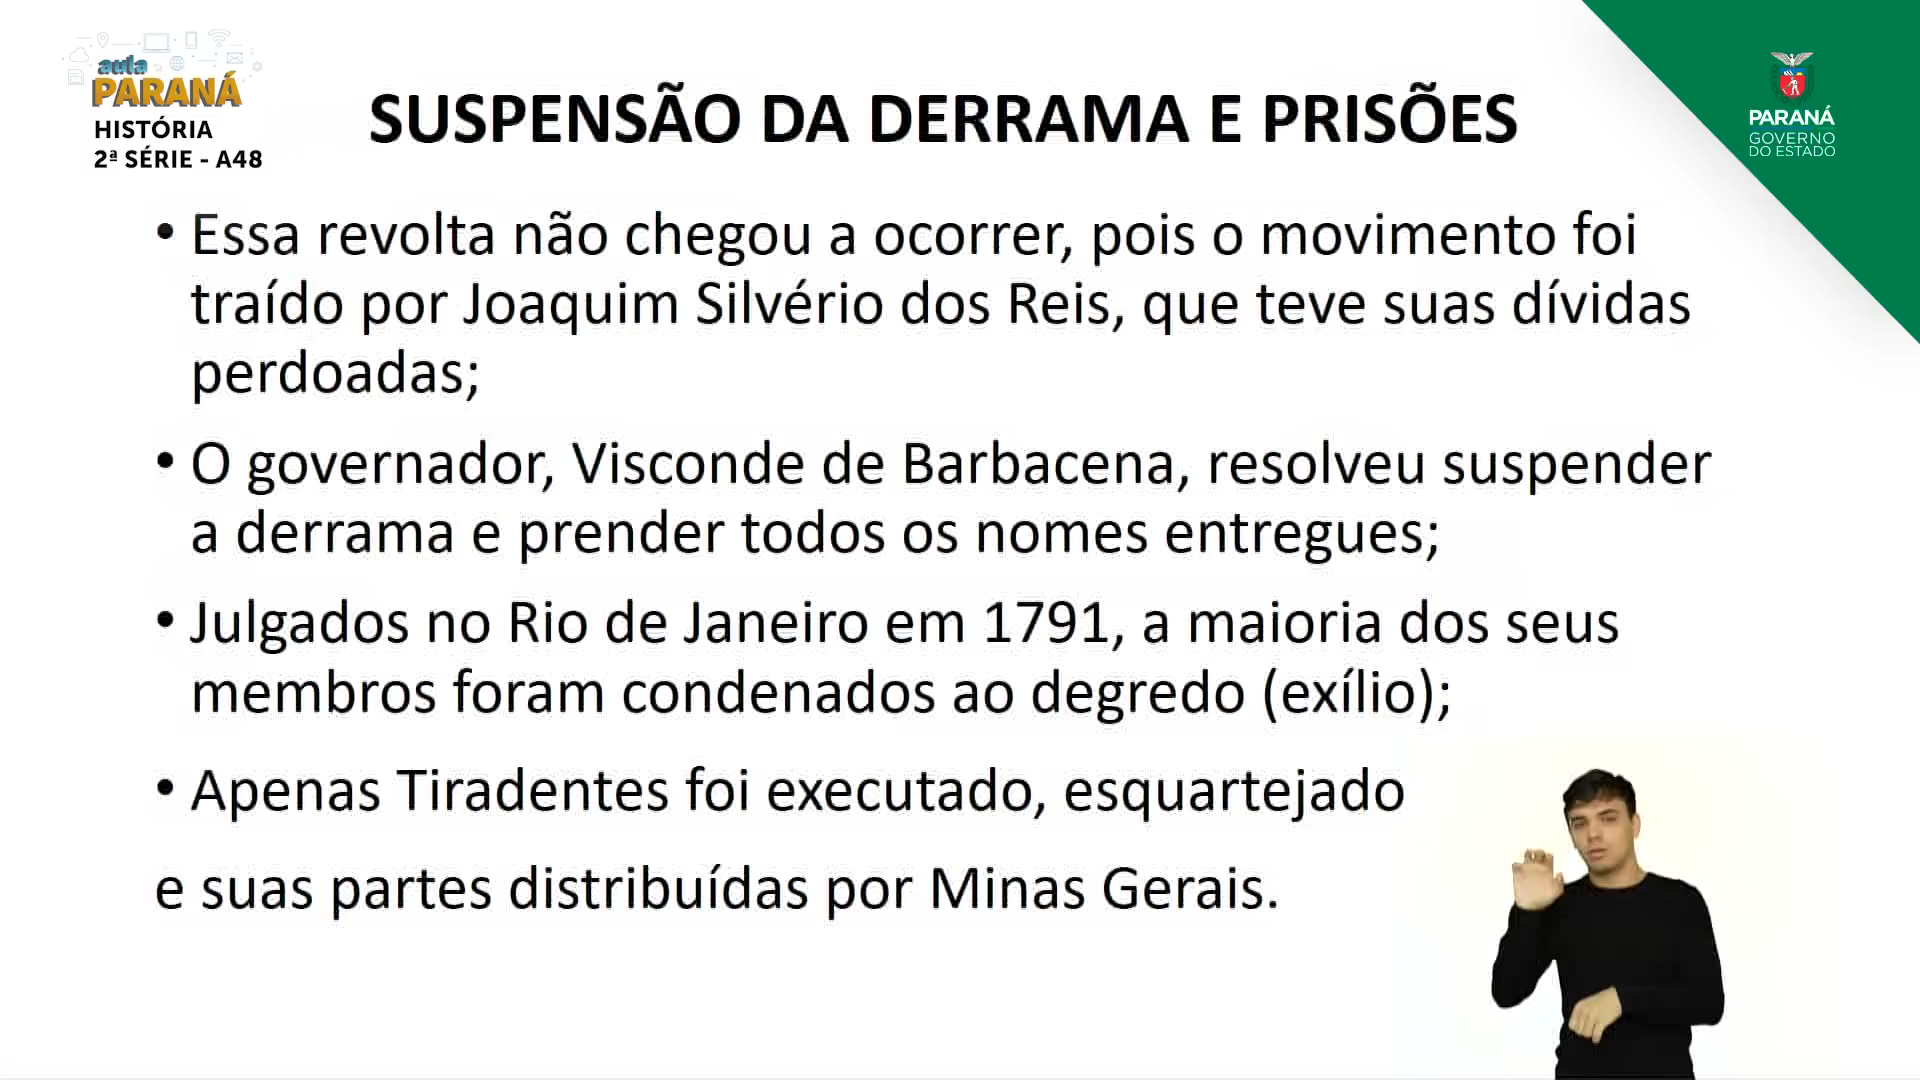 aula
PARANÁ
HISTÓRIA
2ª SÉRIE - A48
SUSPENSÃO DA DERRAMA E PRISÕES
PARANÁ
GOVERNO
DO ESTADO
• Essa revolta não chegou a ocorrer, pois o movimento foi
traído por Joaquim Silvério dos Reis, que teve suas dívidas
perdoadas;
• O governador, Visconde de Barbacena, resolveu suspender
a derrama e prender todos os nomes entregues;
• Julgados no Rio de Janeiro em 1791, a maioria dos seus
membros foram condenados ao degredo (exílio);
• Apenas Tiradentes foi executado, esquartejado
e suas partes distribuídas por Minas Gerais.